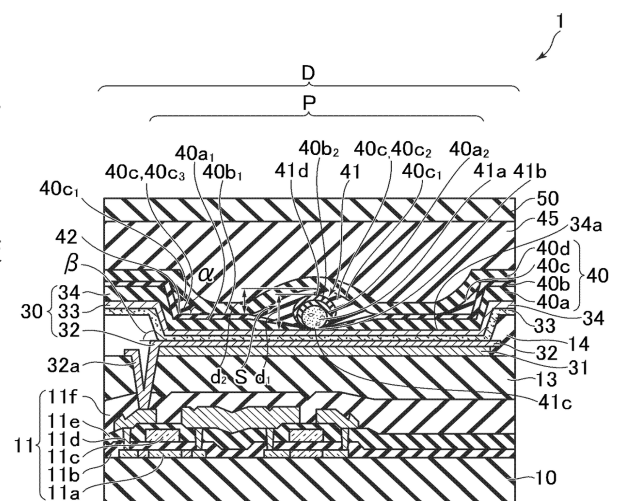 1
D
P
40b₂ 40c,40c₂
40a₁ 40a₂
40c,40c₃ 40b₁ 41d 41 40c₁ 41a 41b
40c₁ 50
45
42 α 34a
β 40d
34 40c 40
30 33 40b
32 40a
34
33
32a 14
32
31
d₂ S d₁
13
11f 41c
11e
11 11d
11c
11b
11a 10